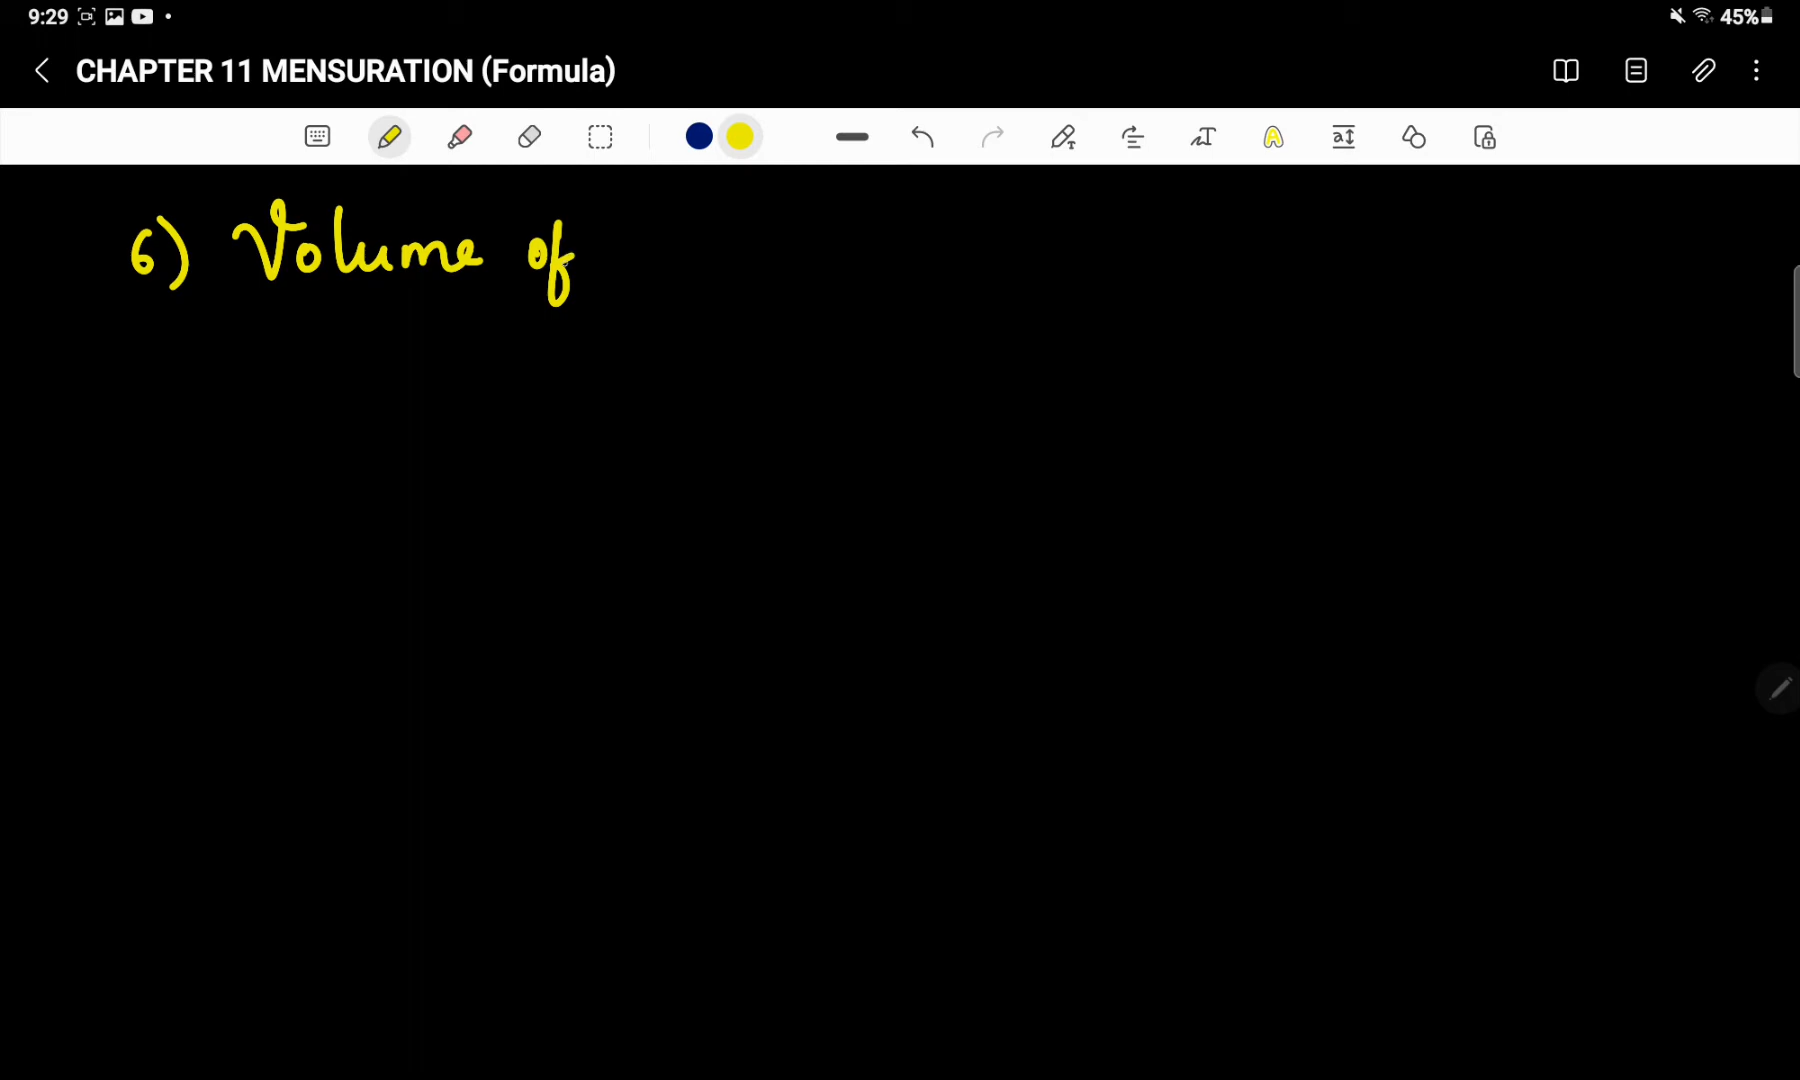 9:29 45%
CHAPTER 11 MENSURATION (Formula)
6) Volume of